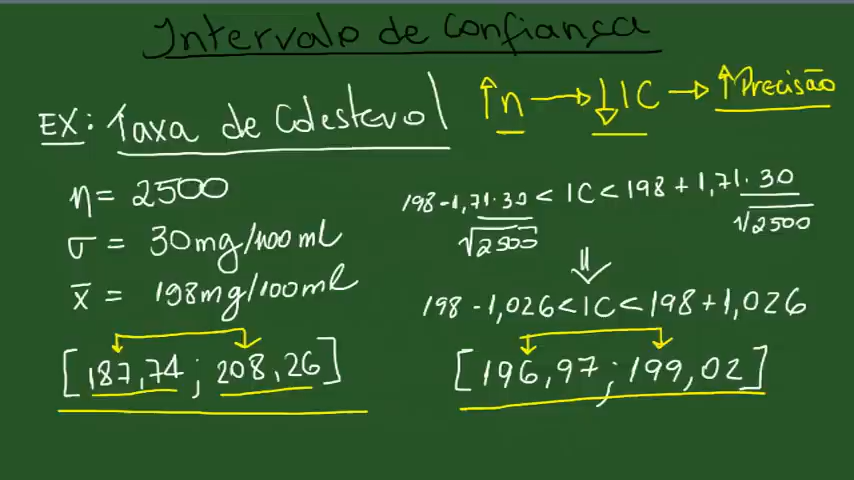 Intervalo de Confiança
↑n → ↓IC → ↑Precisão
EX: Taxa de Colesterol
n = 2500
σ = 30mg/100ml
x̄ = 198mg/100ml
[187,74 ; 208,26]
198 - 1,71·30/√2500 < IC < 198 + 1,71·30/√2500
⇓
198 - 1,026 < IC < 198 + 1,026
[196,97 ; 199,02]